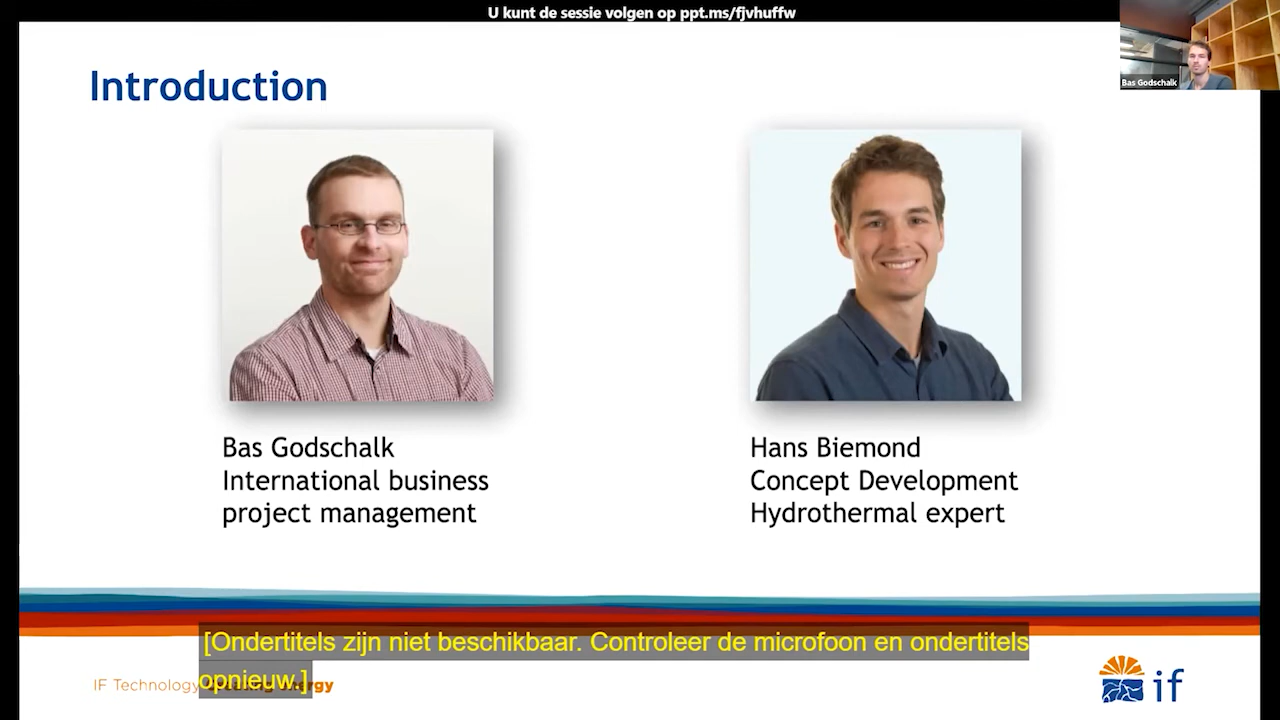 U kunt de sessie volgen op ppt.ms/fjvhuffw
Bas Godschalk
Introduction
Bas Godschalk
International business
project management
Hans Biemond
Concept Development
Hydrothermal expert
[Ondertitels zijn niet beschikbaar. Controleer de microfoon en ondertitels
opnieuw.]
IF Technology
if